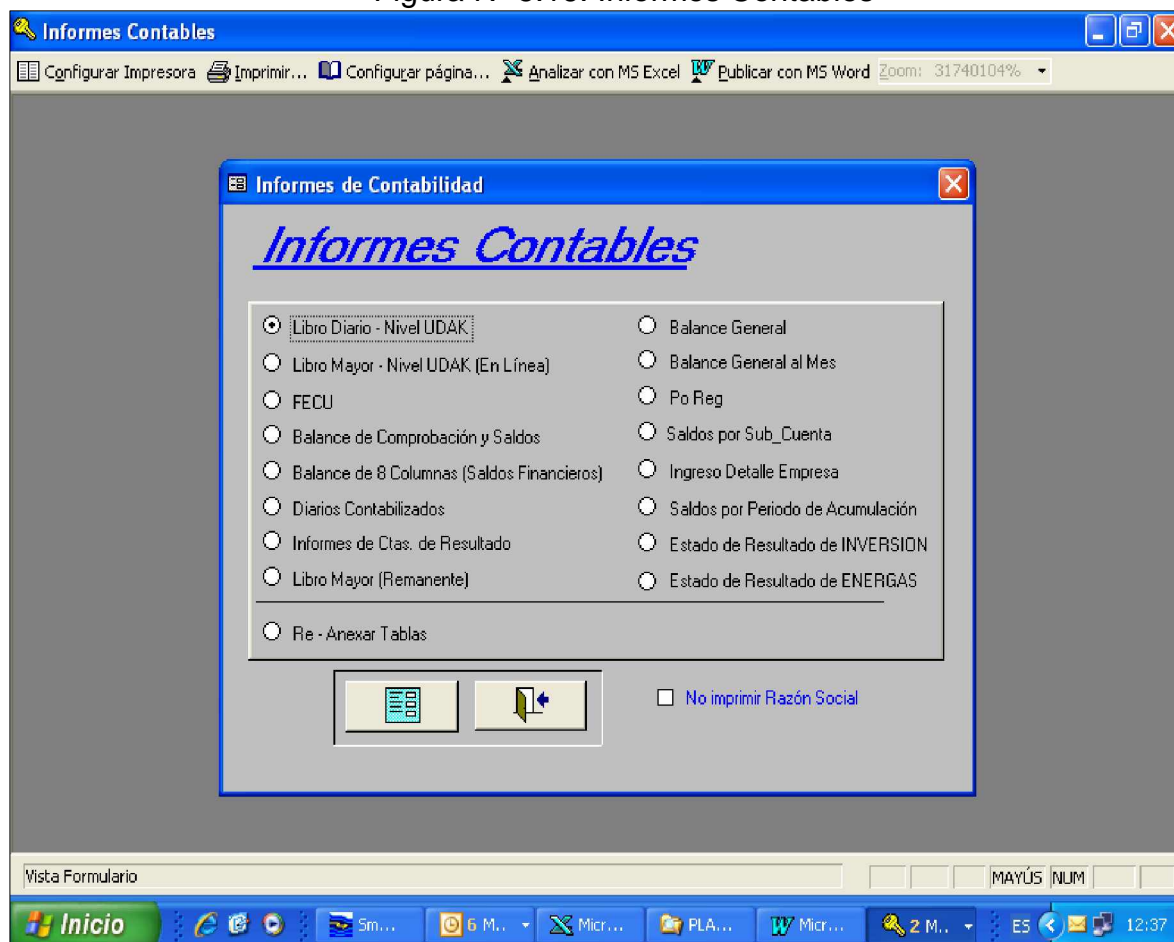 Informes Contables
Configurar Impresora Imprimir... Configurar página... Analizar con MS Excel Publicar con MS Word Zoom: 31740104%
Informes de Contabilidad
Informes Contables
Libro Diario - Nivel UDAK
Libro Mayor - Nivel UDAK (En Línea)
FECU
Balance de Comprobación y Saldos
Balance de 8 Columnas (Saldos Financieros)
Diarios Contabilizados
Informes de Ctas. de Resultado
Libro Mayor (Remanente)
Balance General
Balance General al Mes
Po Reg
Saldos por Sub_Cuenta
Ingreso Detalle Empresa
Saldos por Periodo de Acumulación
Estado de Resultado de INVERSION
Estado de Resultado de ENERGAS
Re - Anexar Tablas
No imprimir Razón Social
Vista Formulario MAYÚS NUM
Inicio Sm... 6 M... Micr... PLA... Micr... 2 M... ES 12:37